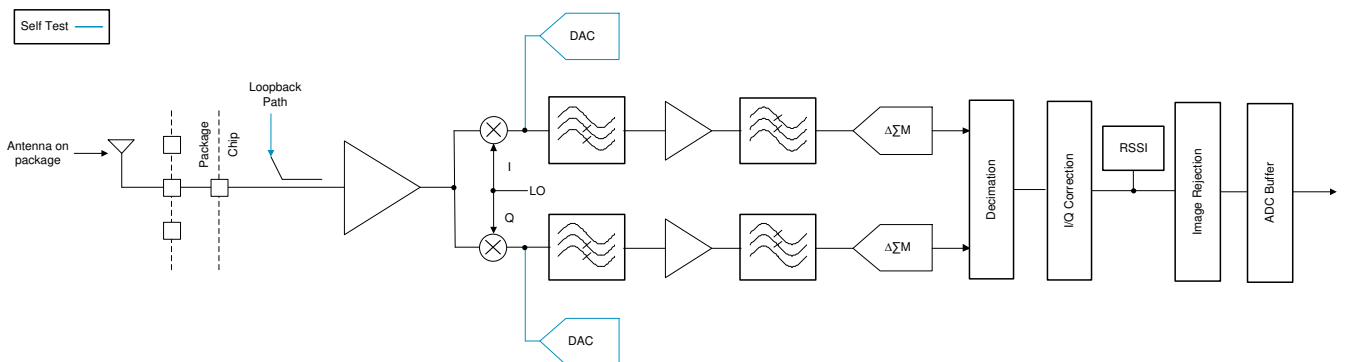 Self Test
DAC
Loopback
Path
Antenna on
package
Package
Chip
I
LO
Q
ΔΣM
ΔΣM
Decimation
I/Q Correction
RSSI
Image Rejection
ADC Buffer
DAC